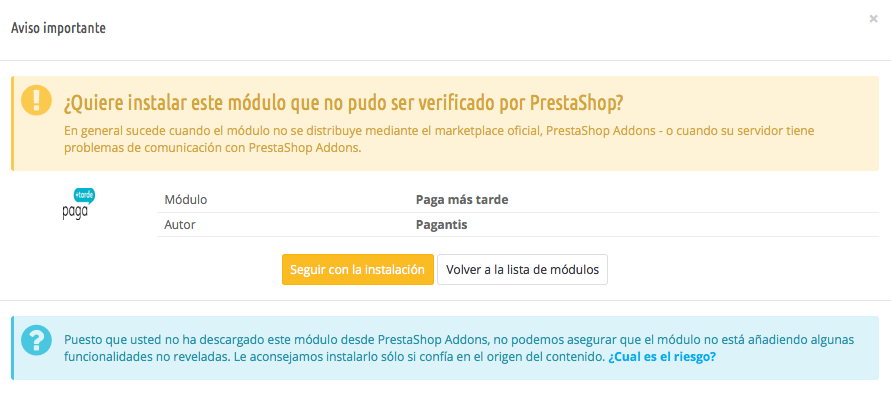 Aviso importante
×
¿Quiere instalar este módulo que no pudo ser verificado por PrestaShop?
En general sucede cuando el módulo no se distribuye mediante el marketplace oficial, PrestaShop Addons - o cuando su servidor tiene
problemas de comunicación con PrestaShop Addons.
+tarde
paga
Módulo Paga más tarde
Autor Pagantis
Seguir con la instalación Volver a la lista de módulos
Puesto que usted no ha descargado este módulo desde PrestaShop Addons, no podemos asegurar que el módulo no está añadiendo algunas
funcionalidades no reveladas. Le aconsejamos instalarlo sólo si confía en el origen del contenido. ¿Cual es el riesgo?